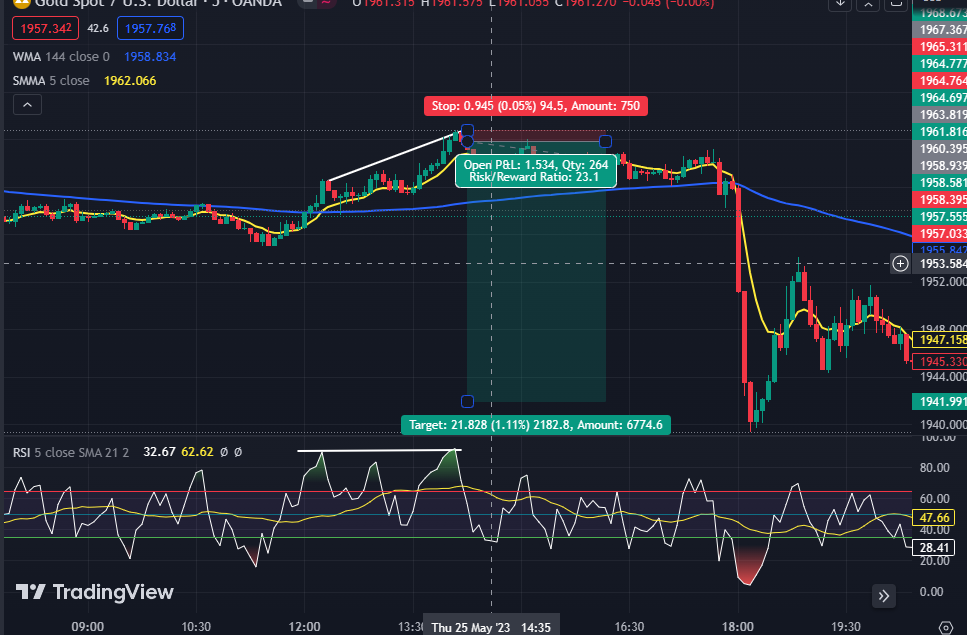 Gold Spot / U.S. Dollar · 5 · OANDA O1961.315 H1961.575 L1961.055 C1961.270 −0.045 (−0.00%)
1957.342 42.6 1957.768
WMA 144 close 0 1958.834
SMMA 5 close 1962.066
Stop: 0.945 (0.05%) 94.5, Amount: 750
Open P&L: 1.534, Qty: 264
Risk/Reward Ratio: 23.1
Target: 21.828 (1.11%) 2182.8, Amount: 6774.6
1968.673
1967.367
1965.311
1964.777
1964.764
1964.697
1963.819
1961.816
1960.395
1958.939
1958.581
1958.395
1957.555
1957.033
1955.847
1953.584
1952.000
1948.000
1947.158
1945.330
1944.000
1941.991
1940.000
RSI 5 close SMA 21 2 32.67 62.62 Ø Ø
100.00
80.00
60.00
47.66
40.00
28.41
20.00
0.00
TradingView
09:00 10:30 12:00 13:30 Thu 25 May '23 14:35 16:30 18:00 19:30